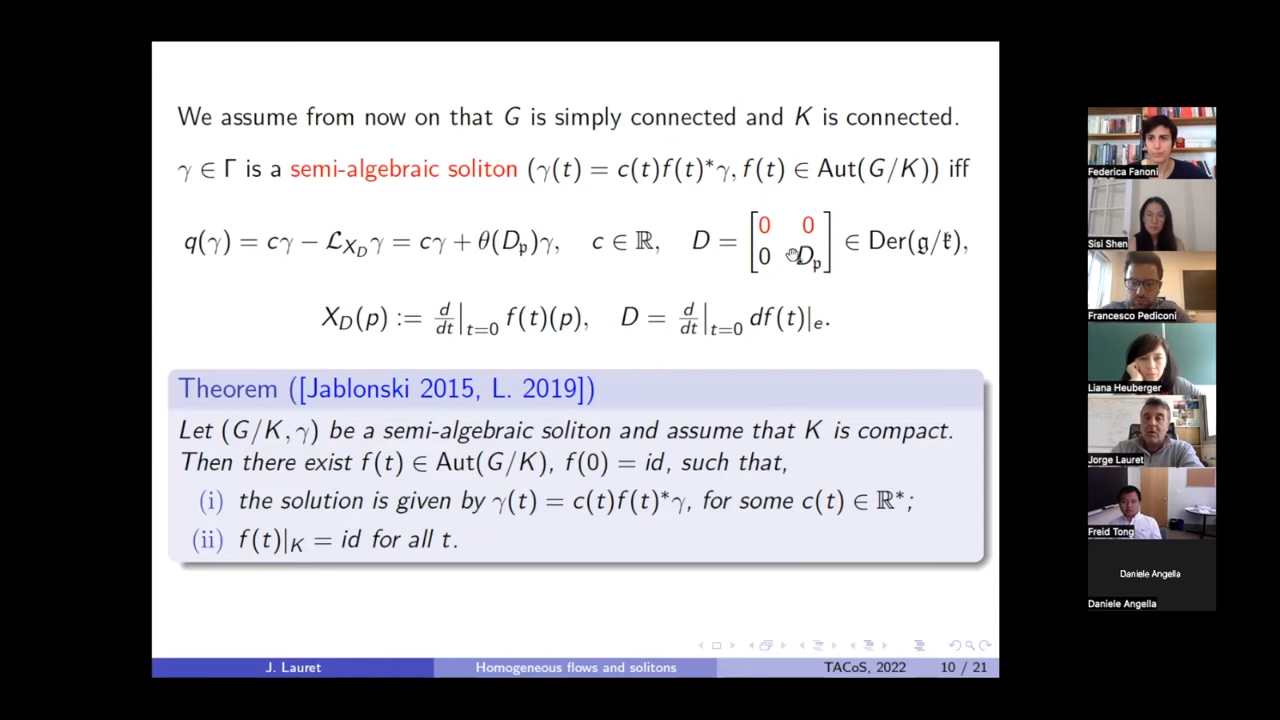 We assume from now on that G is simply connected and K is connected.
γ ∈ Γ is a semi-algebraic soliton (γ(t) = c(t)f(t)*γ, f(t) ∈ Aut(G/K)) iff
q(γ) = cγ − ℒ_{X_D}γ = cγ + θ(D_𝔭)γ, c ∈ ℝ, D = [0 0; 0 D_𝔭] ∈ Der(𝔤/𝔨),
X_D(p) := d/dt|_{t=0} f(t)(p), D = d/dt|_{t=0} df(t)|_e.
Theorem ([Jablonski 2015, L. 2019])
Let (G/K, γ) be a semi-algebraic soliton and assume that K is compact.
Then there exist f(t) ∈ Aut(G/K), f(0) = id, such that,
(i) the solution is given by γ(t) = c(t)f(t)*γ, for some c(t) ∈ ℝ*;
(ii) f(t)|_K = id for all t.
J. Lauret Homogeneous flows and solitons TACoS, 2022 10 / 21
Federica Fanoni
Sisi Shen
Francesco Pediconi
Liana Heuberger
Jorge Lauret
Freid Tong
Daniele Angella
Daniele Angella